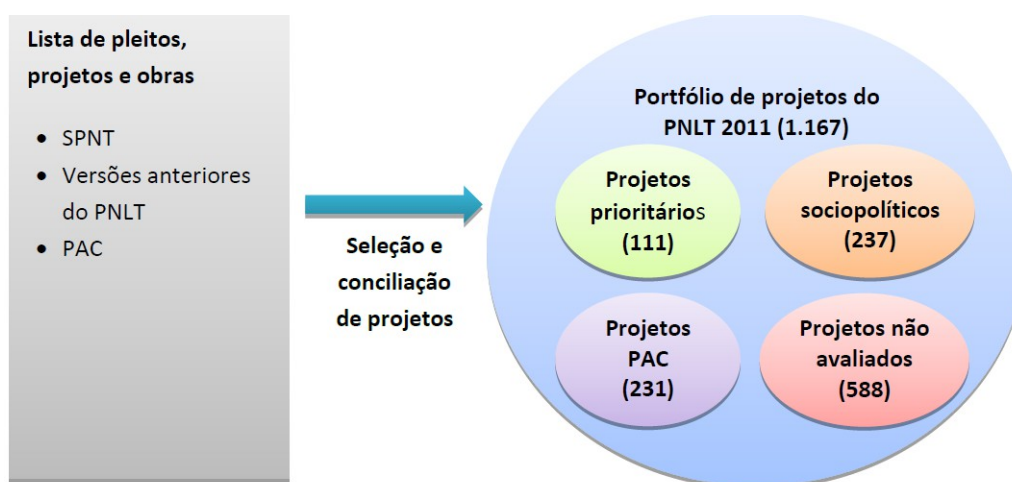 Lista de pleitos,
projetos e obras
• SPNT
• Versões anteriores
do PNLT
• PAC
Seleção e
conciliação
de projetos
Portfólio de projetos do
PNLT 2011 (1.167)
Projetos
prioritários
(111)
Projetos
sociopolíticos
(237)
Projetos
PAC
(231)
Projetos não
avaliados
(588)